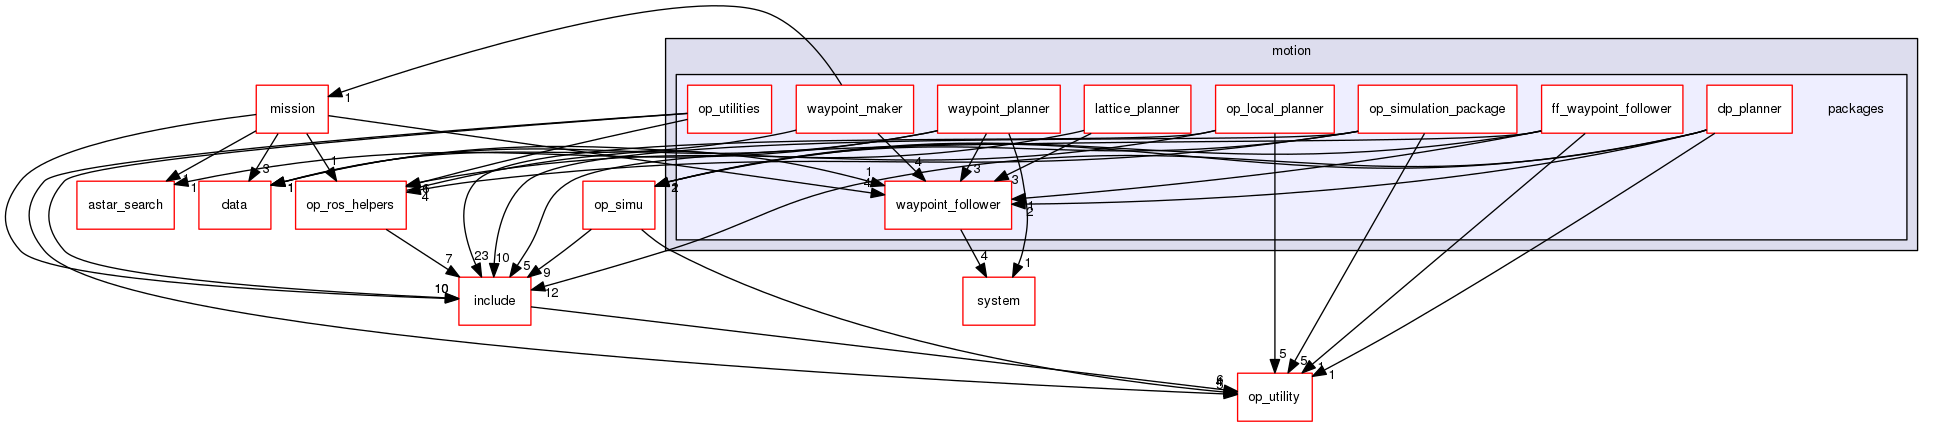 motion
mission
op_utilities
waypoint_maker
waypoint_planner
lattice_planner
op_local_planner
op_simulation_package
ff_waypoint_follower
dp_planner
packages
1
1
3
1
1
4
3
3
4
1
1
6
4
2
1
2
astar_search
data
op_ros_helpers
op_simu
waypoint_follower
7
23
10
5
9
12
4
1
10
include
system
5
5
1
1
6
op_utility